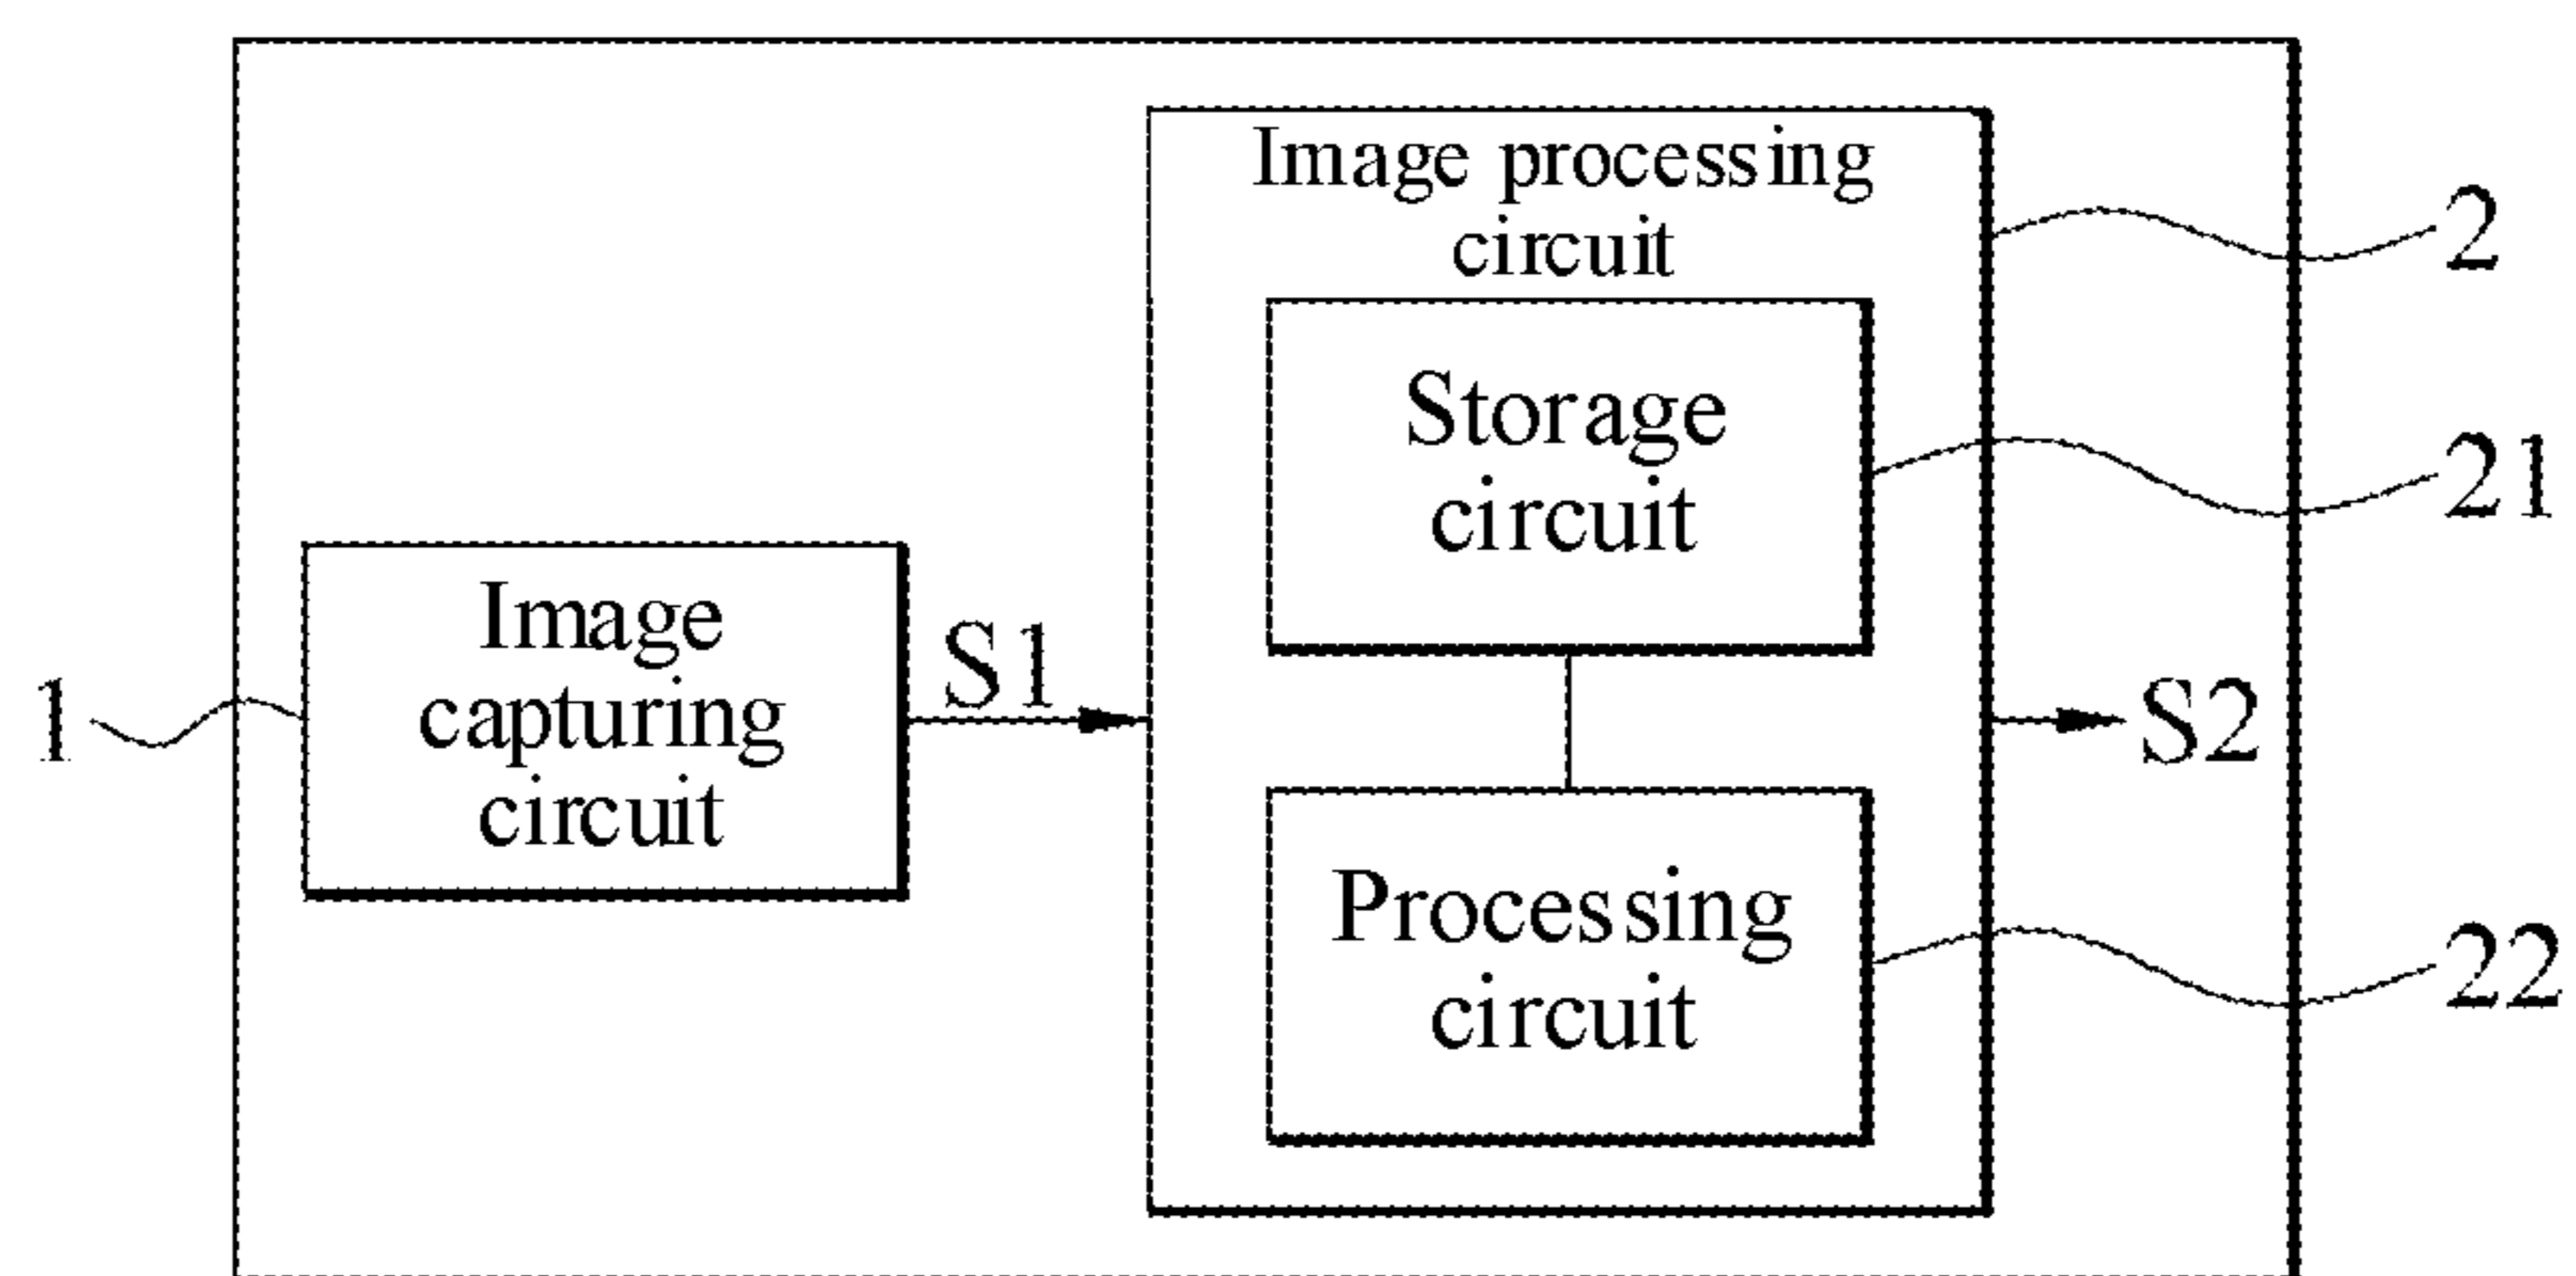 Image processing
circuit
2
Storage
circuit
21
Image
capturing
circuit
1
S1
S2
Processing
circuit
22